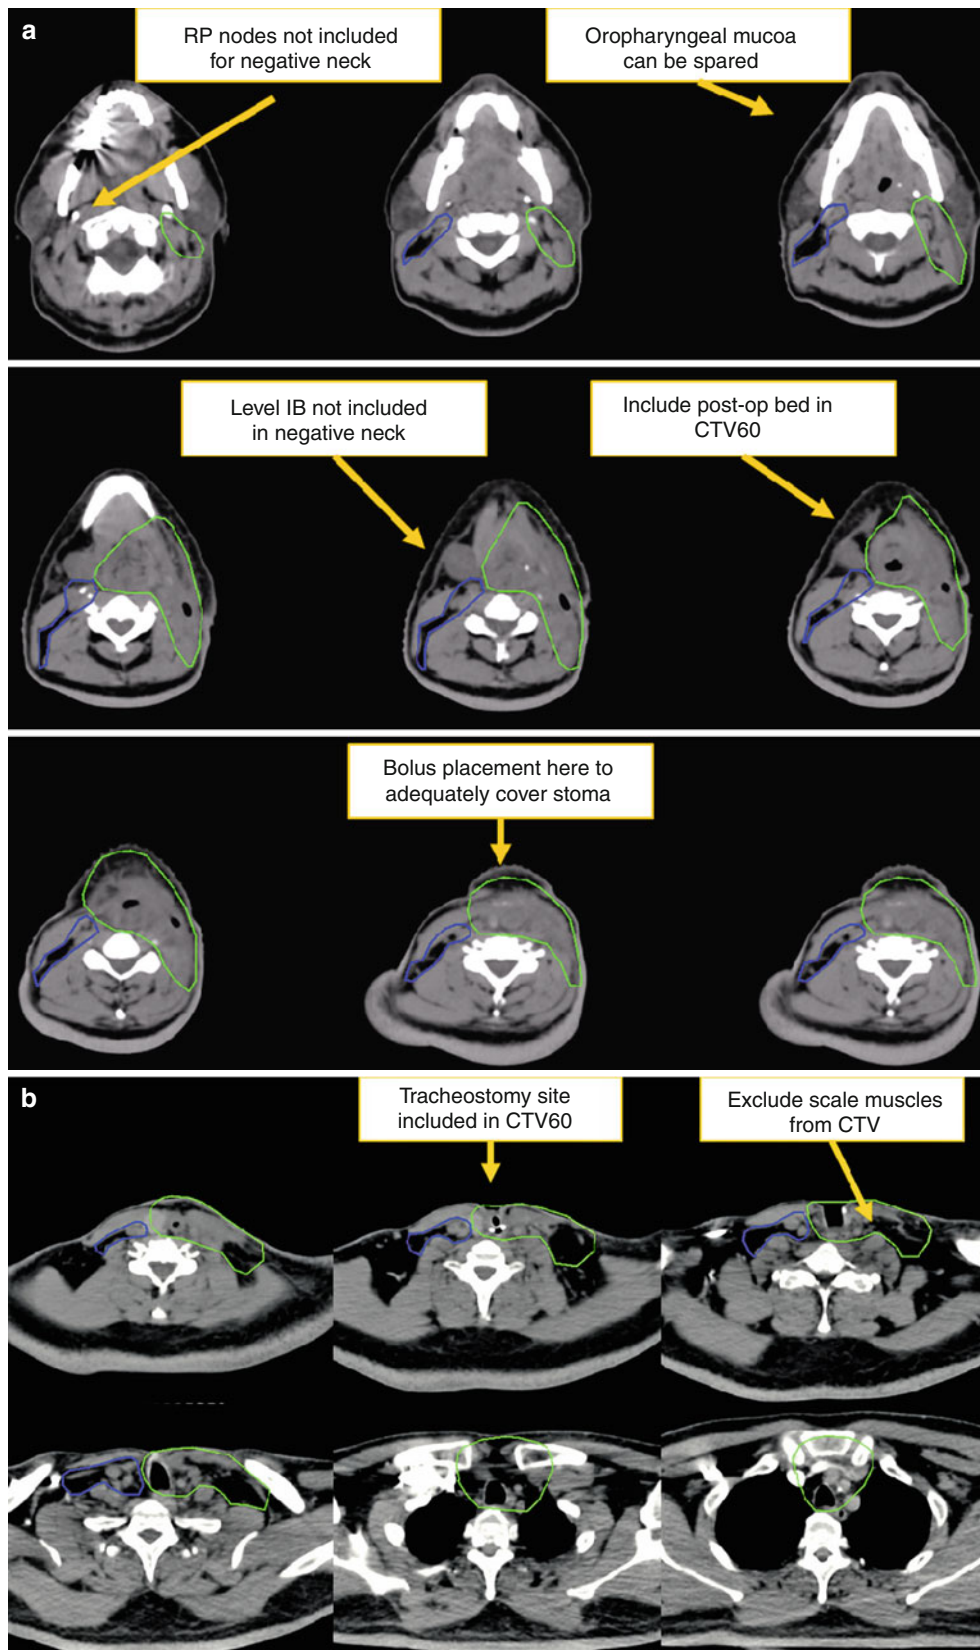 a
RP nodes not included
for negative neck
Oropharyngeal mucoa
can be spared
Level IB not included
in negative neck
Include post-op bed in
CTV60
Bolus placement here to
adequately cover stoma
b
Tracheostomy site
included in CTV60
Exclude scale muscles
from CTV